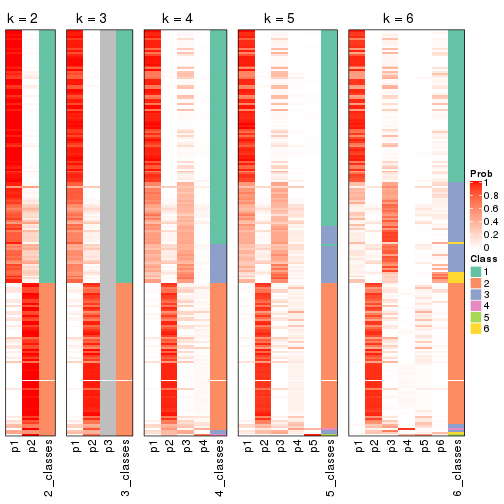 k = 2
k = 3
k = 4
k = 5
k = 6
Prob
1
0.8
0.6
0.4
0.2
0
Class
1
2
3
4
5
6
p1
p2
2_classes
p1
p2
p3
3_classes
p1
p2
p3
p4
4_classes
p1
p2
p3
p4
p5
5_classes
p1
p2
p3
p4
p5
p6
6_classes